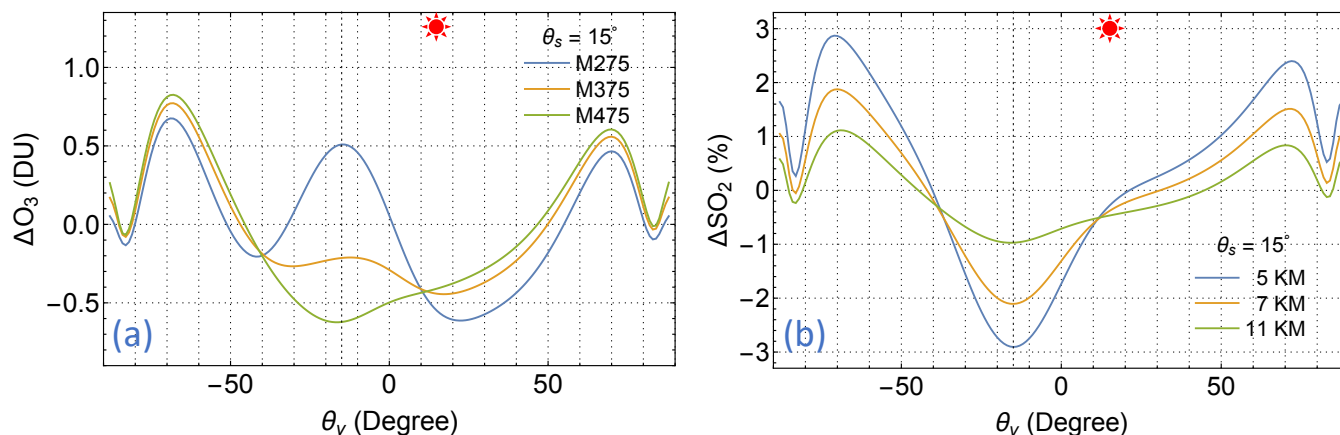 θs = 15°
M275
M375
M475
ΔO3 (DU)
1.0
0.5
0.0
−0.5
(a)
−50
0
50
θv (Degree)
ΔSO2 (%)
3
2
1
0
−1
−2
−3
θs = 15°
5 KM
7 KM
11 KM
(b)
−50
0
50
θv (Degree)